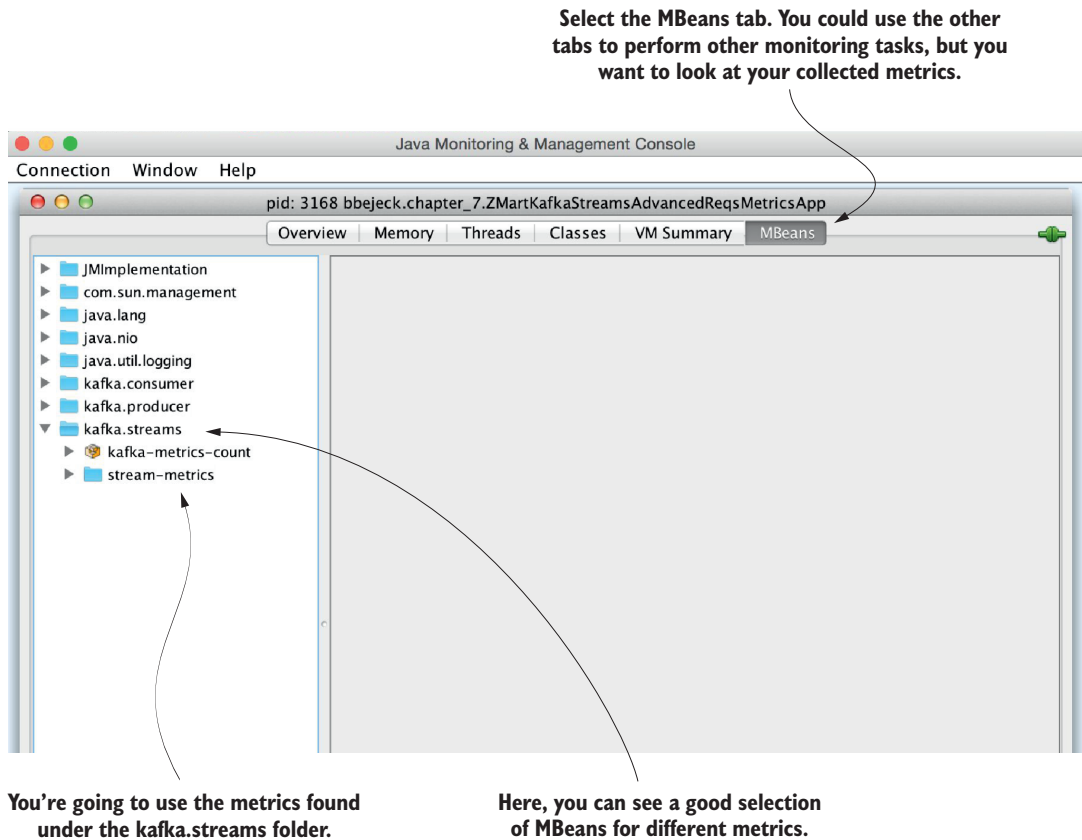 Select the MBeans tab. You could use the other
tabs to perform other monitoring tasks, but you
want to look at your collected metrics.
Java Monitoring & Management Console
Connection Window Help
pid: 3168 bbejeck.chapter_7.ZMartKafkaStreamsAdvancedReqsMetricsApp
Overview Memory Threads Classes VM Summary MBeans
JMImplementation
com.sun.management
java.lang
java.nio
java.util.logging
kafka.consumer
kafka.producer
kafka.streams
kafka-metrics-count
stream-metrics
You’re going to use the metrics found
under the kafka.streams folder.
Here, you can see a good selection
of MBeans for different metrics.